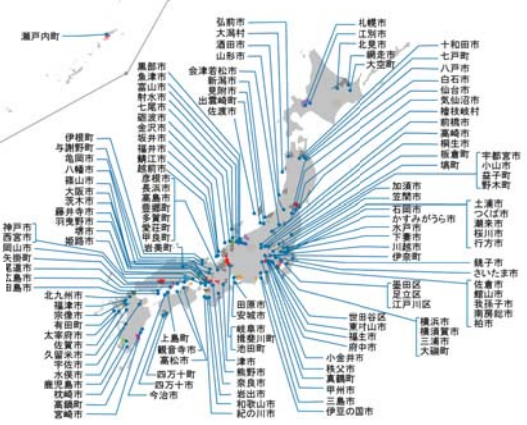 瀬戸内町
弘前市
大潟村
酒田市
山形市
会津若松市
新潟市
見附市
出雲崎町
佐渡市
札幌市
江別市
北見市
網走市
大空町
十和田市
七戸町
八戸市
白石市
仙台市
気仙沼市
檜枝岐村
前橋市
高崎市
桐生市
板倉町
塙町
宇都宮市
小山市
益子町
野木町
黒部市
魚津市
富山市
射水市
七尾市
砺波市
金沢市
坂井市
福井市
鯖江市
越前市
彦根市
長浜市
高島市
豊郷町
多賀町
愛荘町
甲良町
岩美町
伊根町
与謝野町
亀岡市
八幡市
篠山市
大阪市
茨木市
藤井寺市
羽曳野市
堺市
姫路市
神戸市
西宮市
岡山市
矢掛町
尾道市
広島市
田島市
北九州市
福津市
宗像市
有田町
太宰府市
佐賀市
久留米市
宇佐市
水俣市
鹿児島市
枕崎市
高鍋町
宮崎市
上島町
観音寺市
高松市
四万十町
四万十市
今治市
田原市
安城市
岐阜市
揖斐川町
池田町
津市
熊野市
奈良市
岩出市
和歌山市
紀の川市
加須市
笠間市
石岡市
かすみがうら市
水戸市
下妻市
川越市
伊奈町
土浦市
つくば市
潮来市
桜川市
行方市
銚子市
さいたま市
佐倉市
館山市
我孫子市
南房総市
柏市
墨田区
足立区
江戸川区
世田谷区
東村山市
福生市
府中市
横浜市
横須賀市
三浦市
大磯町
小金井市
秩父市
真鶴町
甲州市
三島市
伊豆の国市